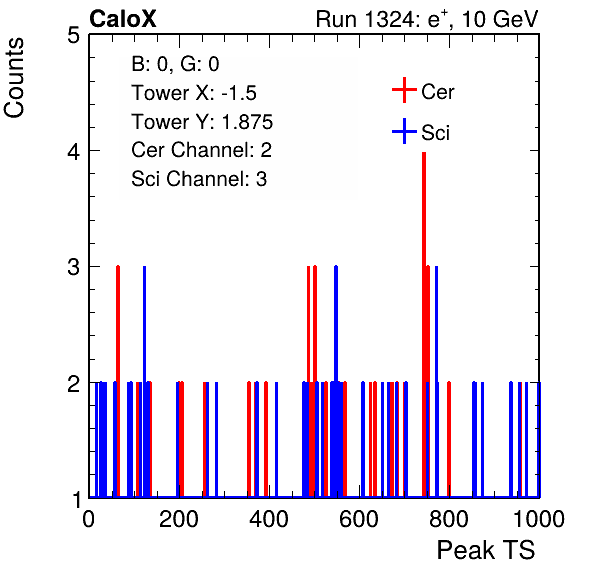 CaloX Run 1324: e⁺, 10 GeV
Counts
B: 0, G: 0
Tower X: -1.5
Tower Y: 1.875
Cer Channel: 2
Sci Channel: 3
Cer
Sci
5
4
3
2
1
0 200 400 600 800 1000
Peak TS